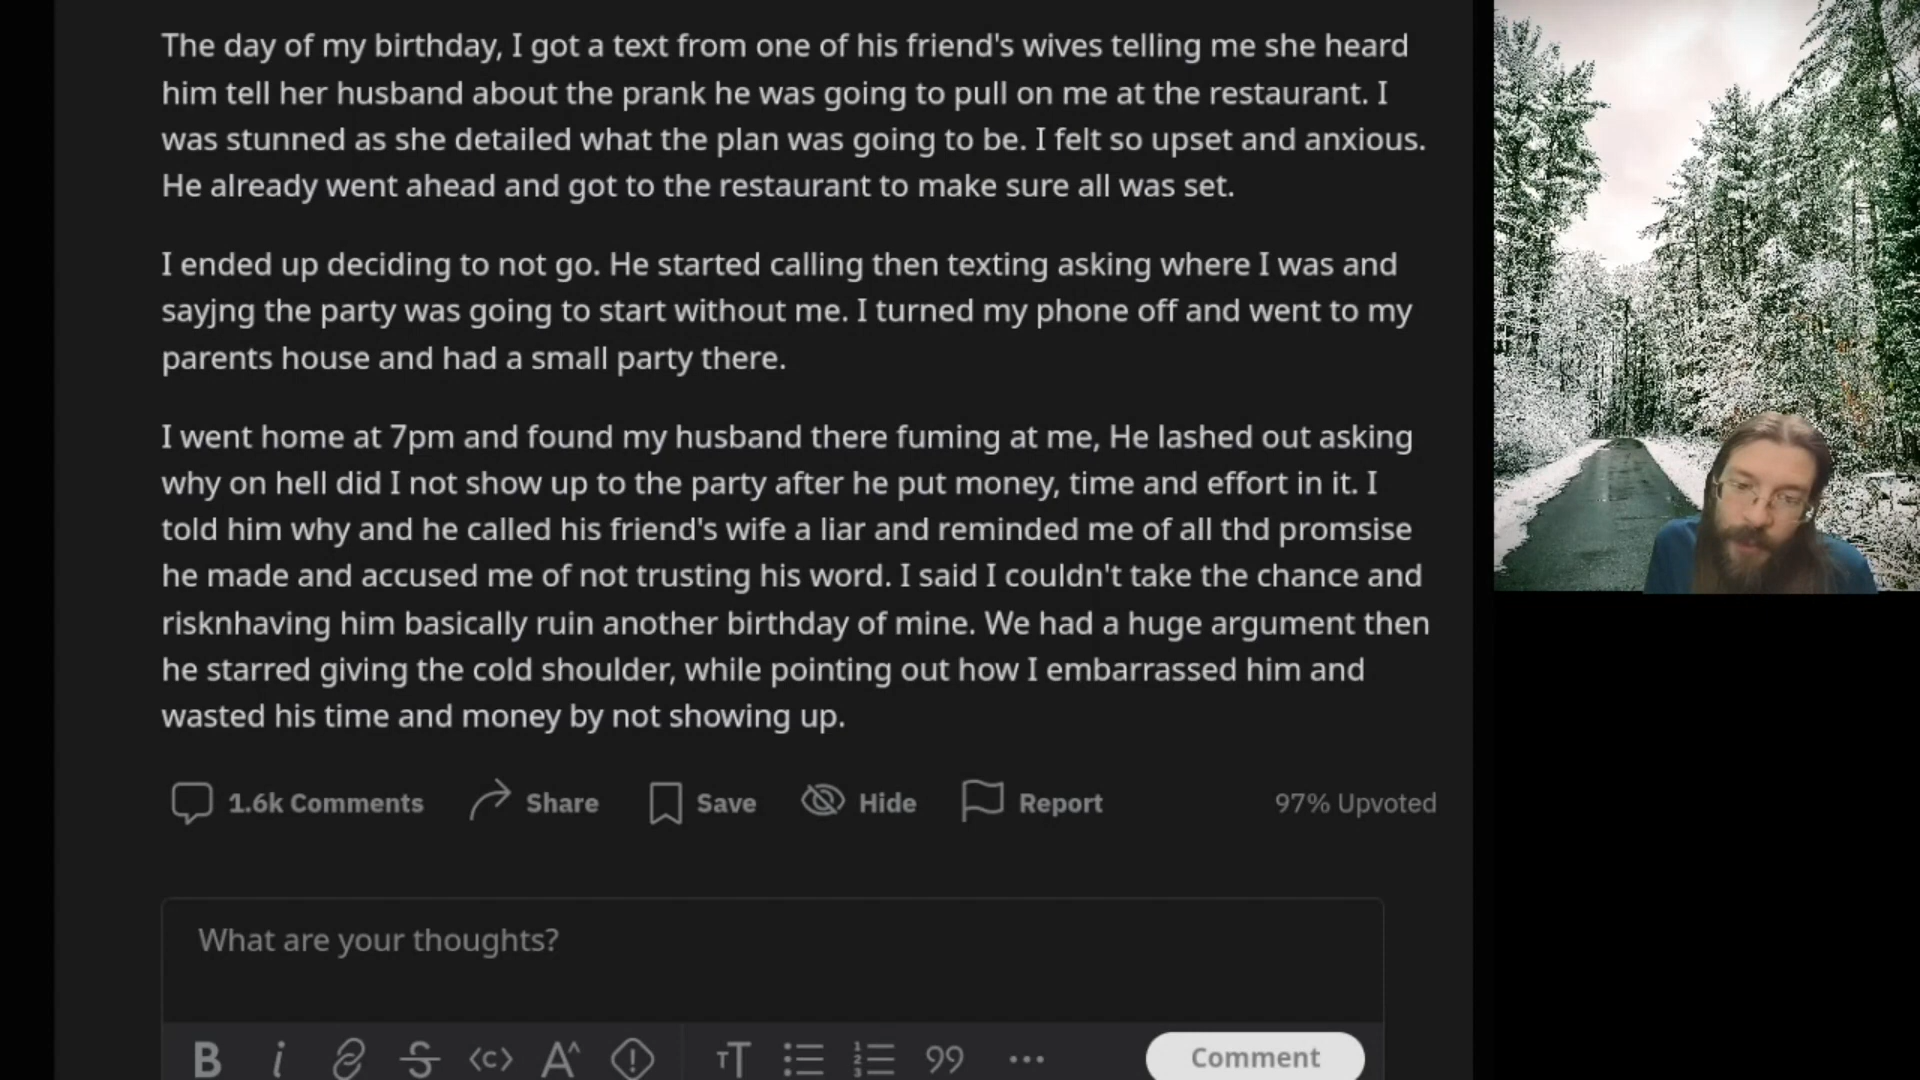 The day of my birthday, I got a text from one of his friend's wives telling me she heard
him tell her husband about the prank he was going to pull on me at the restaurant. I
was stunned as she detailed what the plan was going to be. I felt so upset and anxious.
He already went ahead and got to the restaurant to make sure all was set.
I ended up deciding to not go. He started calling then texting asking where I was and
sayjng the party was going to start without me. I turned my phone off and went to my
parents house and had a small party there.
I went home at 7pm and found my husband there fuming at me, He lashed out asking
why on hell did I not show up to the party after he put money, time and effort in it. I
told him why and he called his friend's wife a liar and reminded me of all thd promsise
he made and accused me of not trusting his word. I said I couldn't take the chance and
risknhaving him basically ruin another birthday of mine. We had a huge argument then
he starred giving the cold shoulder, while pointing out how I embarrassed him and
wasted his time and money by not showing up.
1.6k Comments Share Save Hide Report 97% Upvoted
What are your thoughts?
B i S <c> A^ ! TT 99 ... Comment